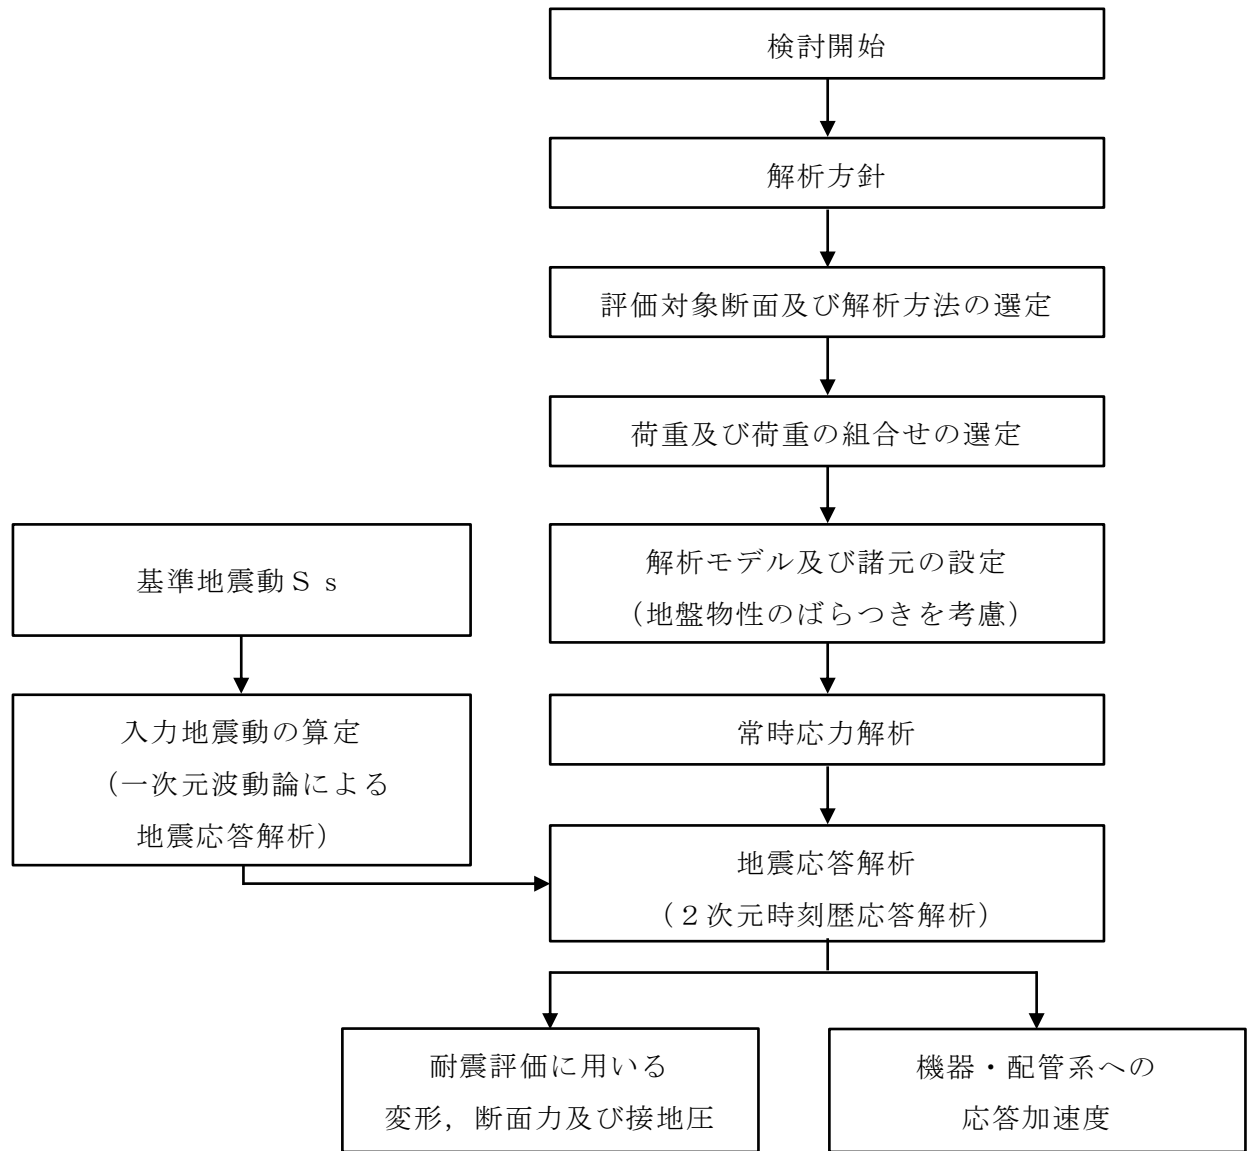 検討開始
解析方針
評価対象断面及び解析方法の選定
荷重及び荷重の組合せの選定
解析モデル及び諸元の設定
（地盤物性のばらつきを考慮）
基準地震動Ｓｓ
入力地震動の算定
（一次元波動論による
地震応答解析）
常時応力解析
地震応答解析
（２次元時刻歴応答解析）
耐震評価に用いる
変形，断面力及び接地圧
機器・配管系への
応答加速度